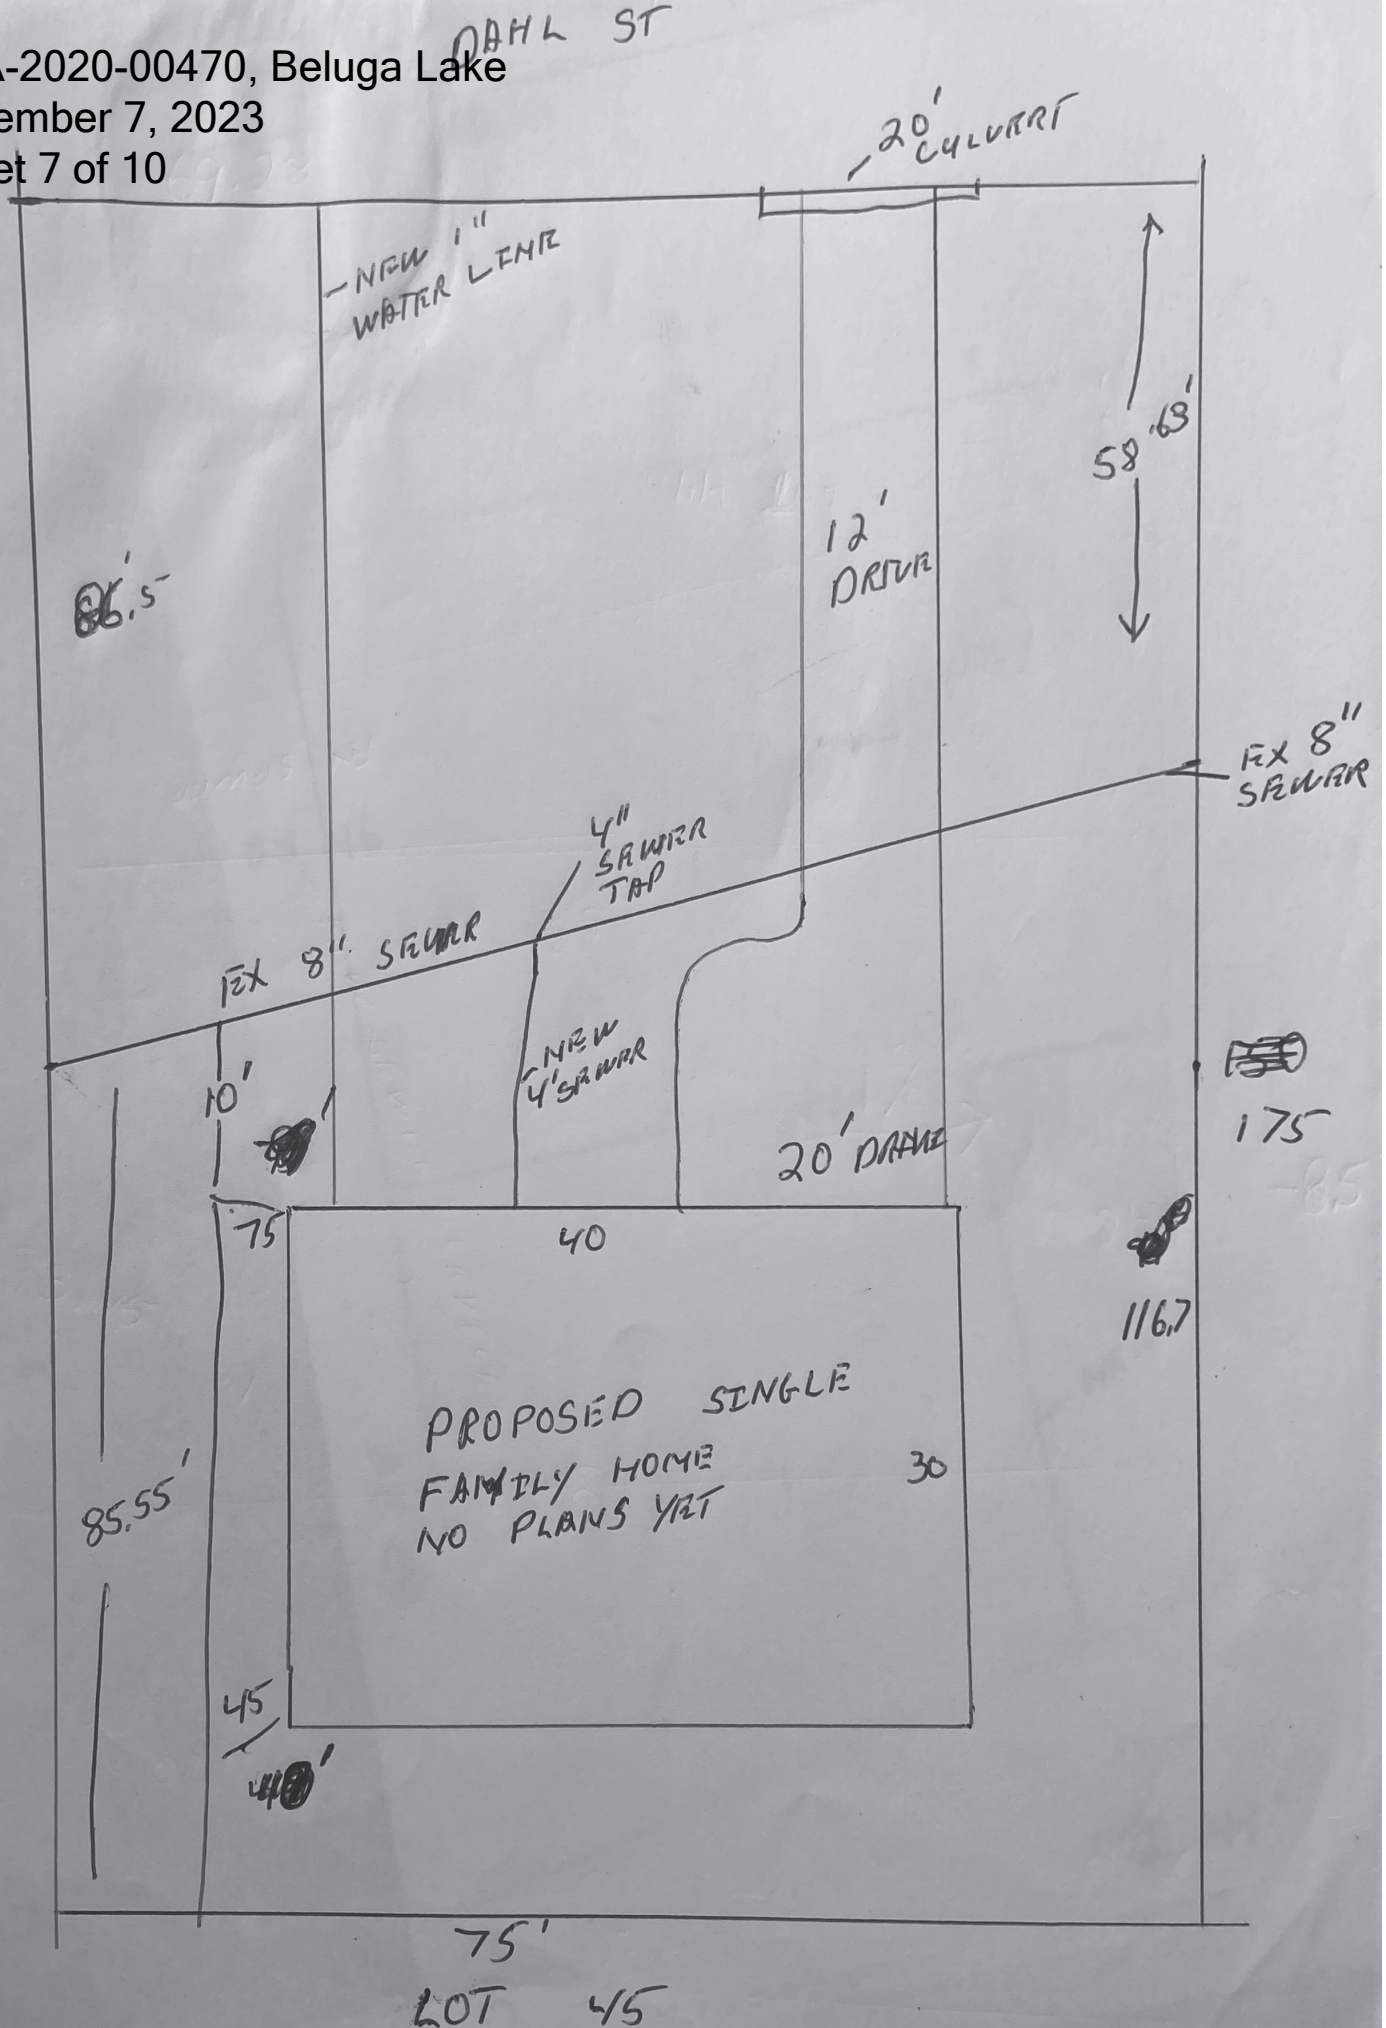 DAHL ST
A-2020-00470, Beluga Lake
ember 7, 2023
et 7 of 10
20'
CULVERT
-NEW 1"
WATER LINE
58.63'
12'
DRIVE
86.5'
EX 8"
SEWER
4"
SEWER
TAP
EX 8" SEWER
-NEW
4" SEWER
10'
175
20' DRIVE
75
40
116.7
PROPOSED SINGLE
FAMILY HOME
NO PLANS YET
30
85.55'
45
75'
LOT 45